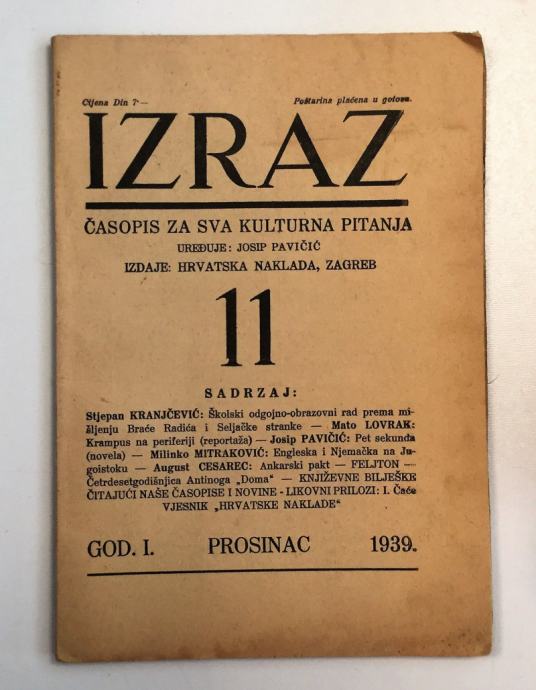 Cijena Din 7·— Poštarina plaćena u gotovu.
IZRAZ
ČASOPIS ZA SVA KULTURNA PITANJA
UREĐUJE: JOSIP PAVIČIĆ
IZDAJE: HRVATSKA NAKLADA, ZAGREB
11
SADRZAJ:
Stjepan KRANJČEVIĆ: Školski odgojno-obrazovni rad prema mi-
šljenju Braće Radića i Seljačke stranke — Mato LOVRAK:
Krampus na periferiji (reportaža) — Josip PAVIČIĆ: Pet sekunda
(novela) — Milinko MITRAKOVIĆ: Engleska i Njemačka na Ju-
goistoku — August CESAREC: Ankarski pakt — FELJTON —
Četrdesetgodišnjica Antinoga „Doma“ — KNJIŽEVNE BILJEŠKE
ČITAJUĆI NAŠE ČASOPISE I NOVINE - LIKOVNI PRILOZI: I. Čaće
VJESNIK „HRVATSKE NAKLADE“
GOD. I. PROSINAC 1939.